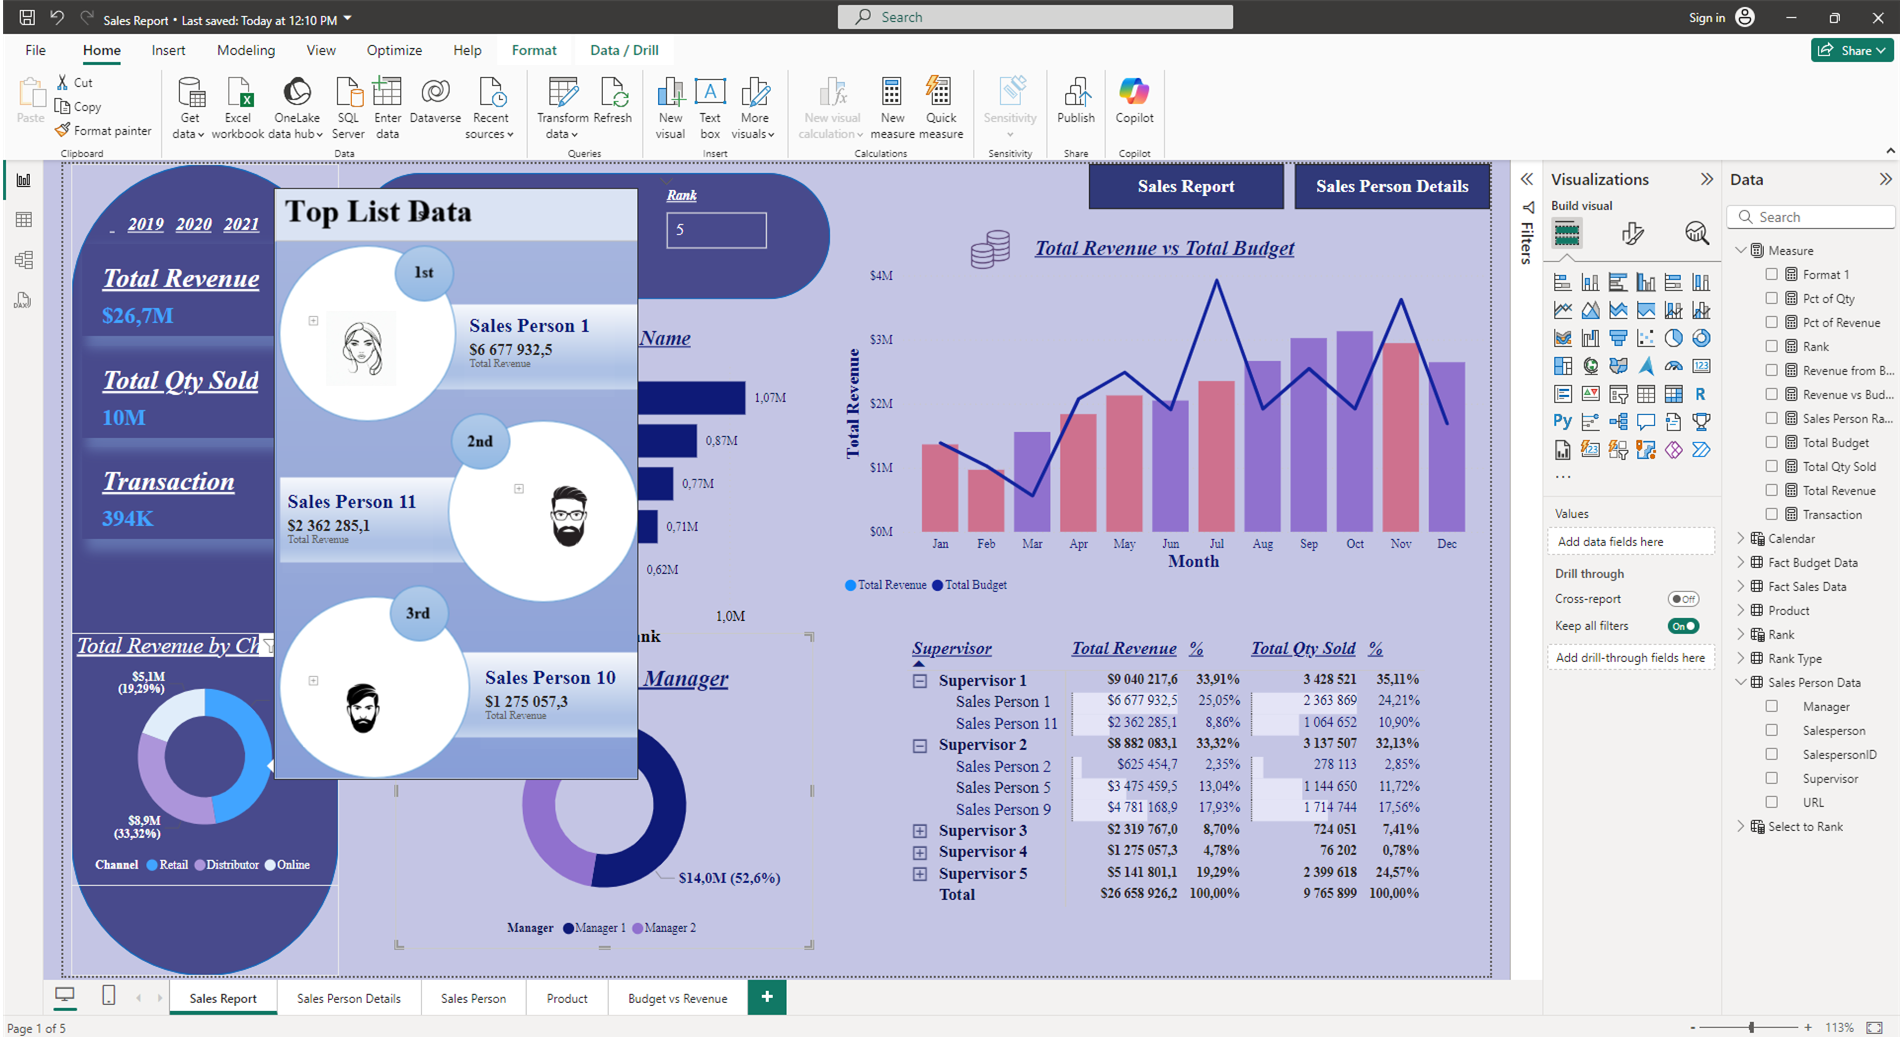 Sales Report • Last saved: Today at 12:10 PM
Search
Sign in
File Home Insert Modeling View Optimize Help Format Data / Drill
Share
Paste
Cut
Copy
Format painter
Clipboard
Get data
Excel workbook
OneLake data hub
SQL Server
Enter data
Dataverse
Recent sources
Data
Transform data
Refresh
Queries
New visual
Text box
More visuals
Insert
New visual calculation
New measure
Quick measure
Calculations
Sensitivity
Sensitivity
Publish
Share
Copilot
Copilot
2019 2020 2021
Total Revenue
$26,7M
Total Qty Sold
10M
Transaction
394K
Total Revenue by Ch
$5,1M
(19,29%)
$8,9M
(33,32%)
Channel Retail Distributor Online
Top List Data
1st
Sales Person 1
$6 677 932,5
Total Revenue
2nd
Sales Person 11
$2 362 285,1
Total Revenue
3rd
Sales Person 10
$1 275 057,3
Total Revenue
Rank
5
Name
1,07M
0,87M
0,77M
0,71M
0,62M
1,0M
nk
Manager
$14,0M (52,6%)
Manager Manager 1 Manager 2
Sales Report
Sales Person Details
Total Revenue vs Total Budget
Total Revenue
$4M
$3M
$2M
$1M
$0M
Jan Feb Mar Apr May Jun Jul Aug Sep Oct Nov Dec
Month
Total Revenue Total Budget
Supervisor Total Revenue % Total Qty Sold %
Supervisor 1 $9 040 217,6 33,91% 3 428 521 35,11%
Sales Person 1 $6 677 932,5 25,05% 2 363 869 24,21%
Sales Person 11 $2 362 285,1 8,86% 1 064 652 10,90%
Supervisor 2 $8 882 083,1 33,32% 3 137 507 32,13%
Sales Person 2 $625 454,7 2,35% 278 113 2,85%
Sales Person 5 $3 475 459,5 13,04% 1 144 650 11,72%
Sales Person 9 $4 781 168,9 17,93% 1 714 744 17,56%
Supervisor 3 $2 319 767,0 8,70% 724 051 7,41%
Supervisor 4 $1 275 057,3 4,78% 76 202 0,78%
Supervisor 5 $5 141 801,1 19,29% 2 399 618 24,57%
Total $26 658 926,2 100,00% 9 765 899 100,00%
Filters
Visualizations
Build visual
123
R
Py
123
...
Values
Add data fields here
Drill through
Cross-report Off
Keep all filters On
Add drill-through fields here
Data
Search
Measure
Format 1
Pct of Qty
Pct of Revenue
Rank
Revenue from B...
Revenue vs Bud...
Sales Person Ra...
Total Budget
Total Qty Sold
Total Revenue
Transaction
Calendar
Fact Budget Data
Fact Sales Data
Product
Rank
Rank Type
Sales Person Data
Manager
Salesperson
SalespersonID
Supervisor
URL
Select to Rank
Sales Report Sales Person Details Sales Person Product Budget vs Revenue +
Page 1 of 5
- + 113%